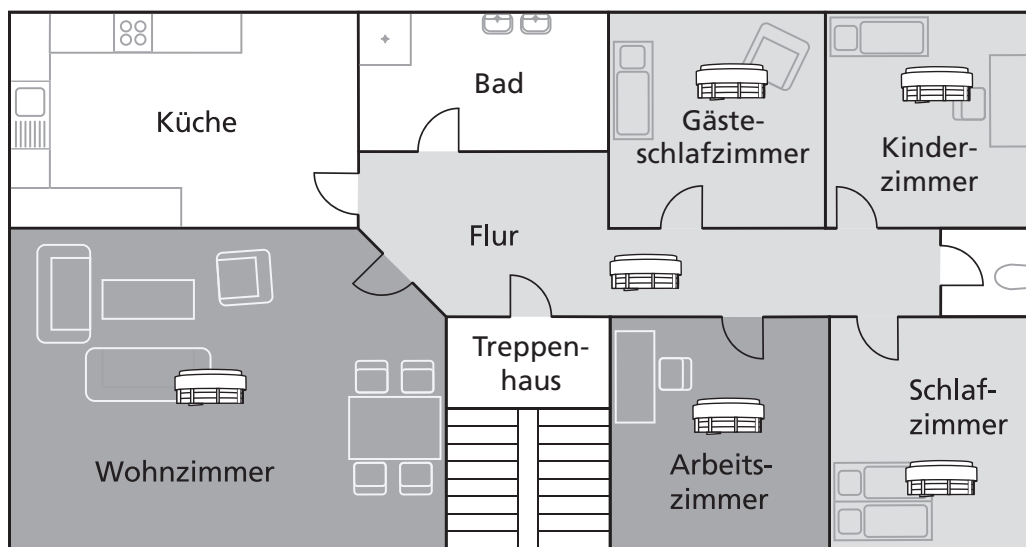 Küche
Bad
Gäste-
schlafzimmer
Kinder-
zimmer
Flur
Treppen-
haus
Wohnzimmer
Arbeits-
zimmer
Schlaf-
zimmer